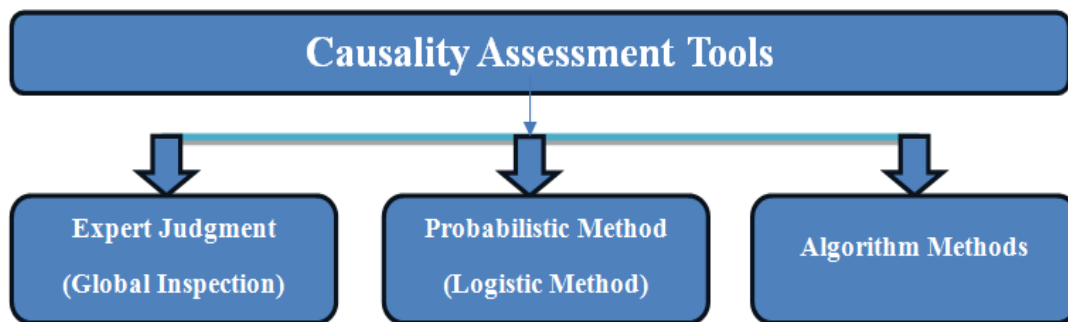 Causality Assessment Tools
Expert Judgment
(Global Inspection)
Probabilistic Method
(Logistic Method)
Algorithm Methods